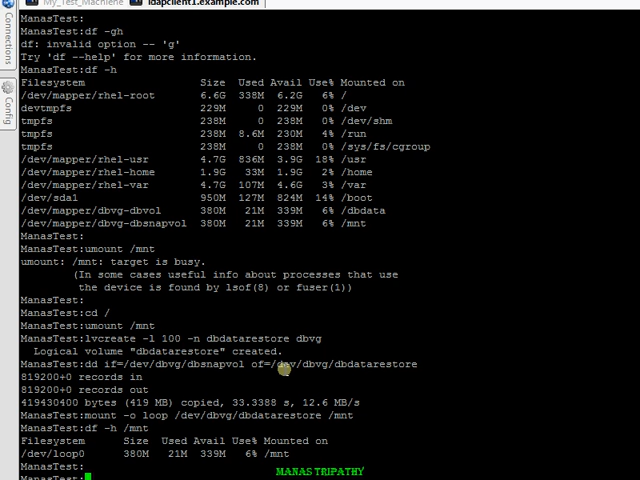 My_Test_Machiene
ldapclient1.example.com
Connections
Config
ManasTest:
ManasTest:df -gh
df: invalid option -- 'g'
Try 'df --help' for more information.
ManasTest:df -h
Filesystem Size Used Avail Use% Mounted on
/dev/mapper/rhel-root 6.6G 338M 6.2G 6% /
devtmpfs 229M 0 229M 0% /dev
tmpfs 238M 0 238M 0% /dev/shm
tmpfs 238M 8.6M 230M 4% /run
tmpfs 238M 0 238M 0% /sys/fs/cgroup
/dev/mapper/rhel-usr 4.7G 836M 3.9G 18% /usr
/dev/mapper/rhel-home 1.9G 33M 1.9G 2% /home
/dev/mapper/rhel-var 4.7G 107M 4.6G 3% /var
/dev/sda1 950M 127M 824M 14% /boot
/dev/mapper/dbvg-dbvol 380M 21M 339M 6% /dbdata
/dev/mapper/dbvg-dbsnapvol 380M 21M 339M 6% /mnt
ManasTest:
ManasTest:umount /mnt
umount: /mnt: target is busy.
(In some cases useful info about processes that use
the device is found by lsof(8) or fuser(1))
ManasTest:cd /
ManasTest:umount /mnt
ManasTest:lvcreate -l 100 -n dbdatarestore dbvg
Logical volume "dbdatarestore" created.
ManasTest:dd if=/dev/dbvg/dbsnapvol of=/dev/dbvg/dbdatarestore
819200+0 records in
819200+0 records out
419430400 bytes (419 MB) copied, 33.3388 s, 12.6 MB/s
ManasTest:mount -o loop /dev/dbvg/dbdatarestore /mnt
ManasTest:df -h /mnt
Filesystem Size Used Avail Use% Mounted on
/dev/loop0 380M 21M 339M 6% /mnt
ManasTest:
MANAS TRIPATHY
ManasTest: